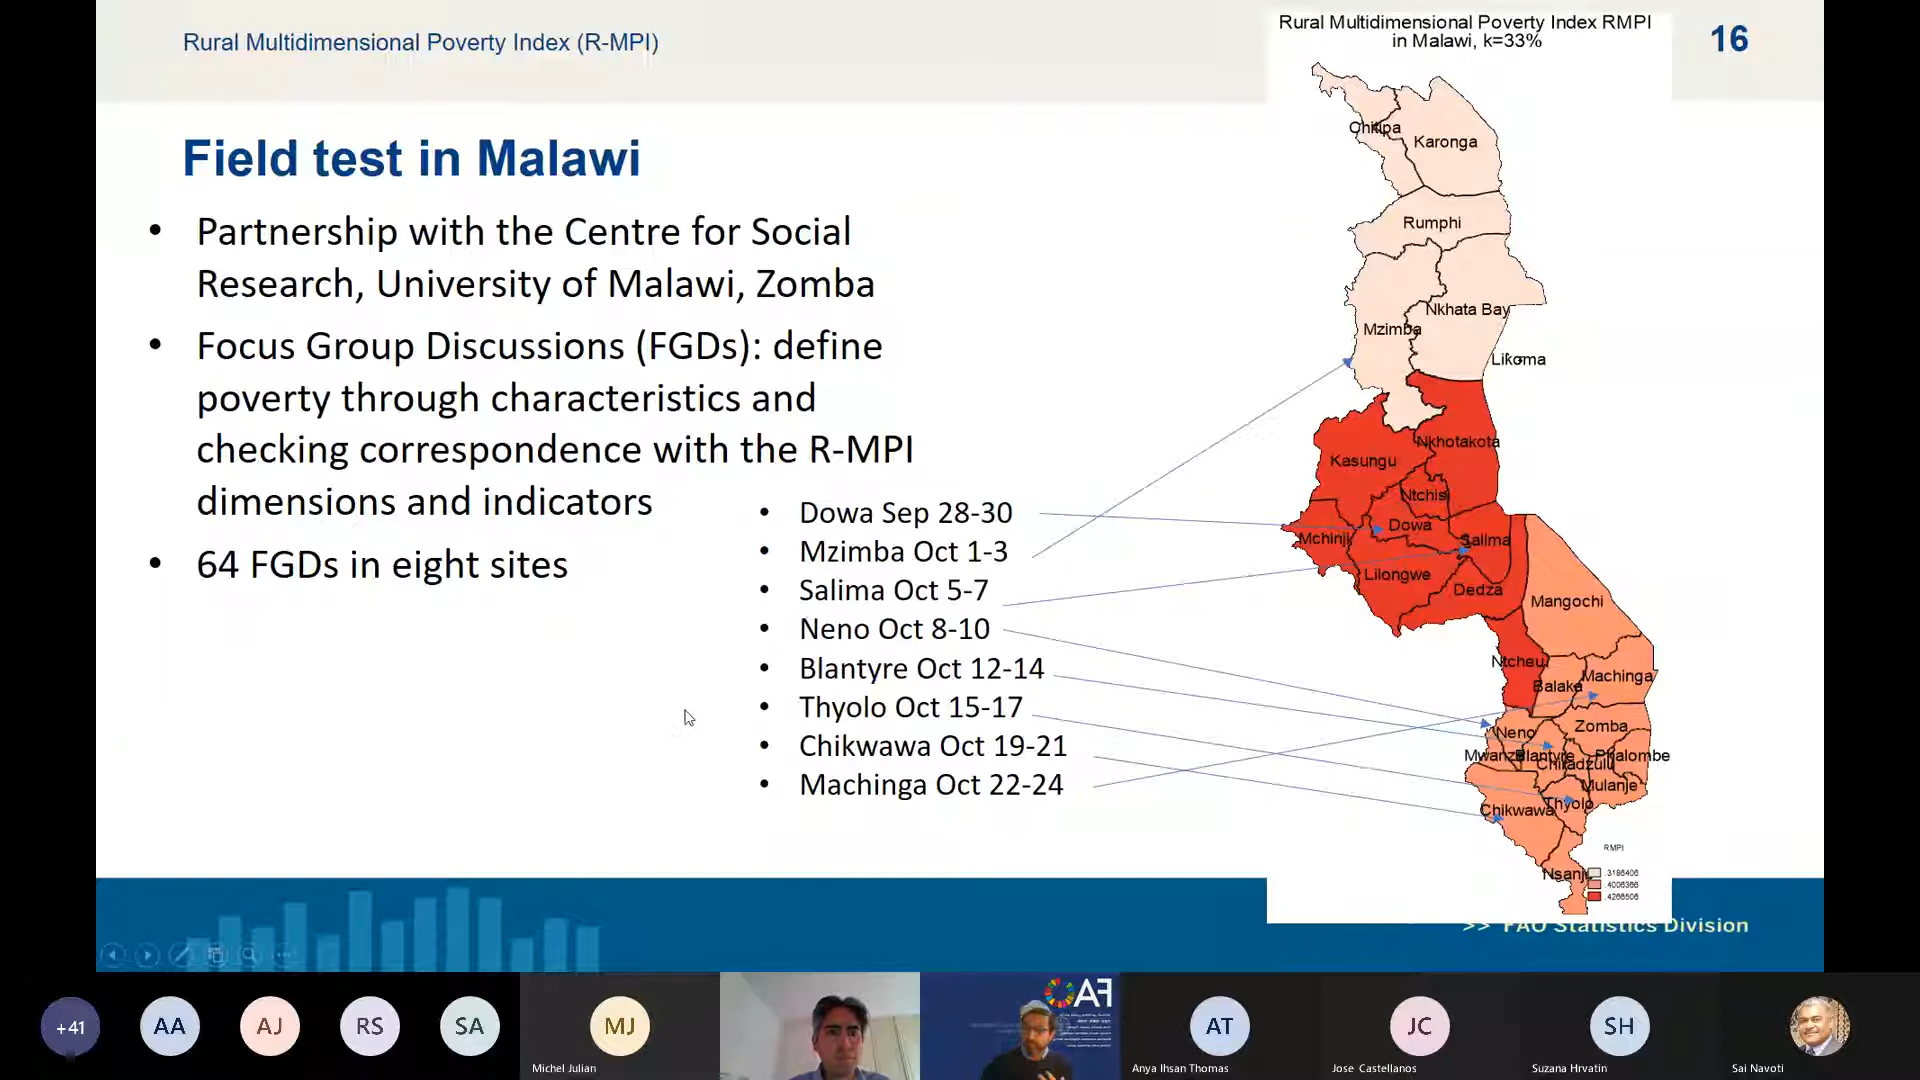 Rural Multidimensional Poverty Index (R-MPI)
Rural Multidimensional Poverty Index RMPI
in Malawi, k=33%
16
Field test in Malawi
• Partnership with the Centre for Social
Research, University of Malawi, Zomba
• Focus Group Discussions (FGDs): define
poverty through characteristics and
checking correspondence with the R-MPI
dimensions and indicators
• 64 FGDs in eight sites
• Dowa Sep 28-30
• Mzimba Oct 1-3
• Salima Oct 5-7
• Neno Oct 8-10
• Blantyre Oct 12-14
• Thyolo Oct 15-17
• Chikwawa Oct 19-21
• Machinga Oct 22-24
Karonga
Rumphi
Nkhata Bay
Mzimba
Likoma
Nkhotakota
Kasungu
Ntchisi
Dowa
Mchinji
Salima
Lilongwe
Dedza
Mangochi
Ntcheu
Machinga
Balaka
Zomba
Neno
Mwanza
Blantyre
Phalombe
Chiradzulu
Mulanje
Thyolo
Chikwawa
Nsanje
RMPI
>> FAO Statistics Division
+41
AA
AJ
RS
SA
MJ
Michel Julian
AT
Anya Ihsan Thomas
JC
Jose Castellanos
SH
Suzana Hrvatin
Sai Navoti